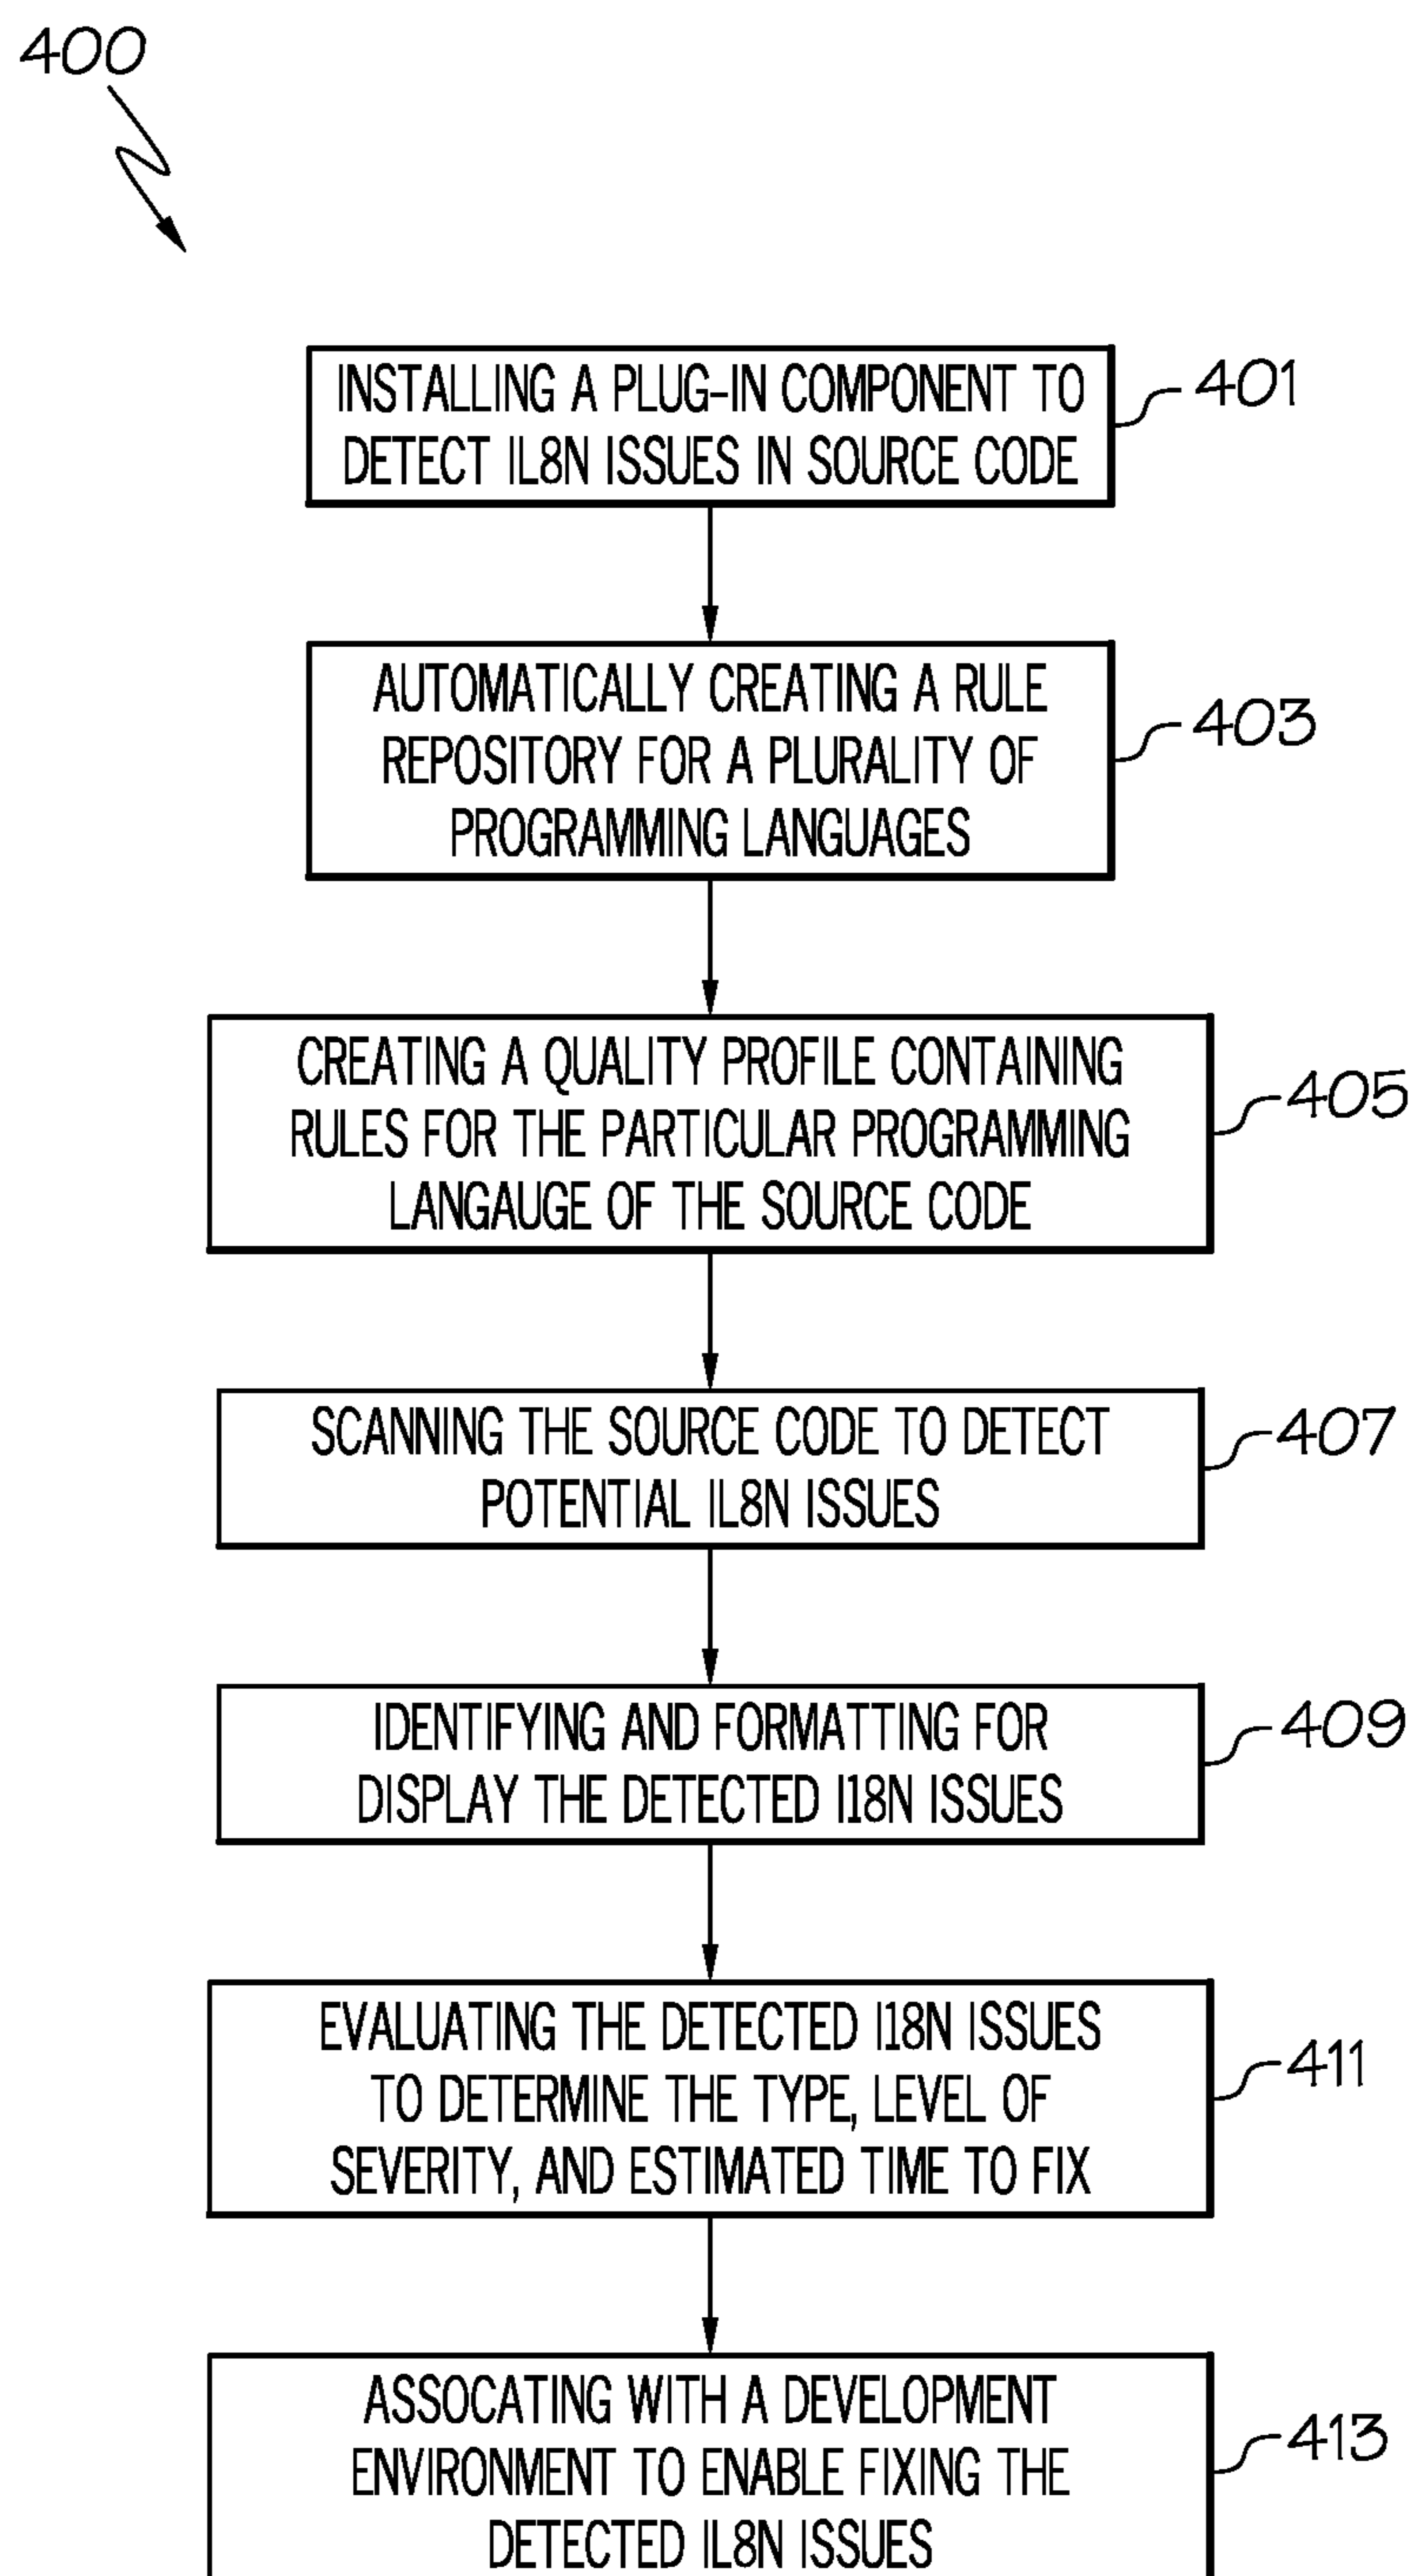 400
INSTALLING A PLUG-IN COMPONENT TO
DETECT IL8N ISSUES IN SOURCE CODE
401
AUTOMATICALLY CREATING A RULE
REPOSITORY FOR A PLURALITY OF
PROGRAMMING LANGUAGES
403
CREATING A QUALITY PROFILE CONTAINING
RULES FOR THE PARTICULAR PROGRAMMING
LANGAUGE OF THE SOURCE CODE
405
SCANNING THE SOURCE CODE TO DETECT
POTENTIAL IL8N ISSUES
407
IDENTIFYING AND FORMATTING FOR
DISPLAY THE DETECTED I18N ISSUES
409
EVALUATING THE DETECTED I18N ISSUES
TO DETERMINE THE TYPE, LEVEL OF
SEVERITY, AND ESTIMATED TIME TO FIX
411
ASSOCATING WITH A DEVELOPMENT
ENVIRONMENT TO ENABLE FIXING THE
DETECTED IL8N ISSUES
413